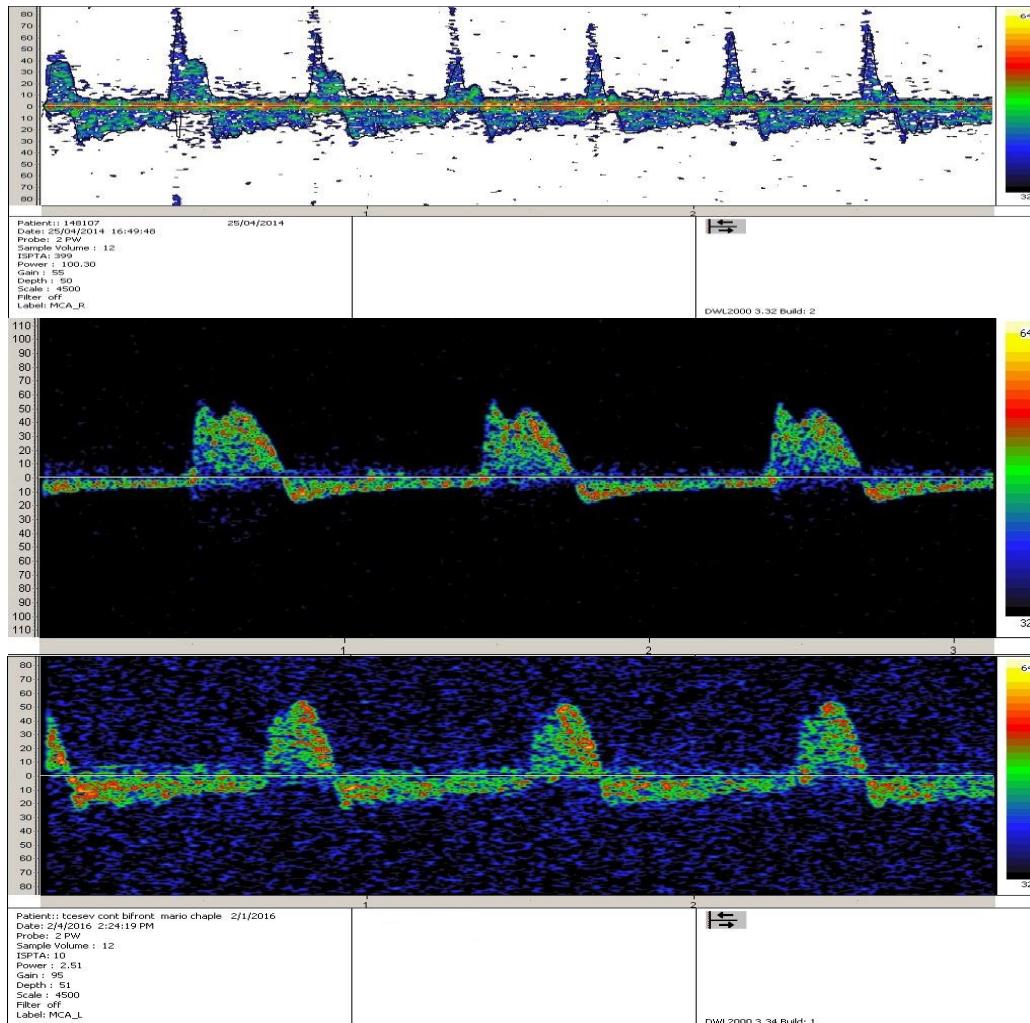 80
70
60
50
40
30
20
10
0
10
20
30
40
50
60
70
80
64
32
1
2
Patient:: 148107 25/04/2014
Date: 25/04/2014 16:49:48
Probe: 2 PW
Sample Volume : 12
ISPTA: 399
Power : 100.30
Gain : 55
Depth : 50
Scale : 4500
Filter off
Label: MCA_R
DWL2000 3.32 Build: 2
110
100
90
80
70
60
50
40
30
20
10
0
10
20
30
40
50
60
70
80
90
100
110
64
32
1
2
3
80
70
60
50
40
30
20
10
0
10
20
30
40
50
60
70
80
64
32
1
2
Patient:: tcesev cont bifront mario chaple 2/1/2016
Date: 2/4/2016 2:24:19 PM
Probe: 2 PW
Sample Volume : 12
ISPTA: 10
Power : 2.51
Gain : 95
Depth : 51
Scale : 4500
Filter off
Label: MCA_L
DWL2000 3.34 Build: 1